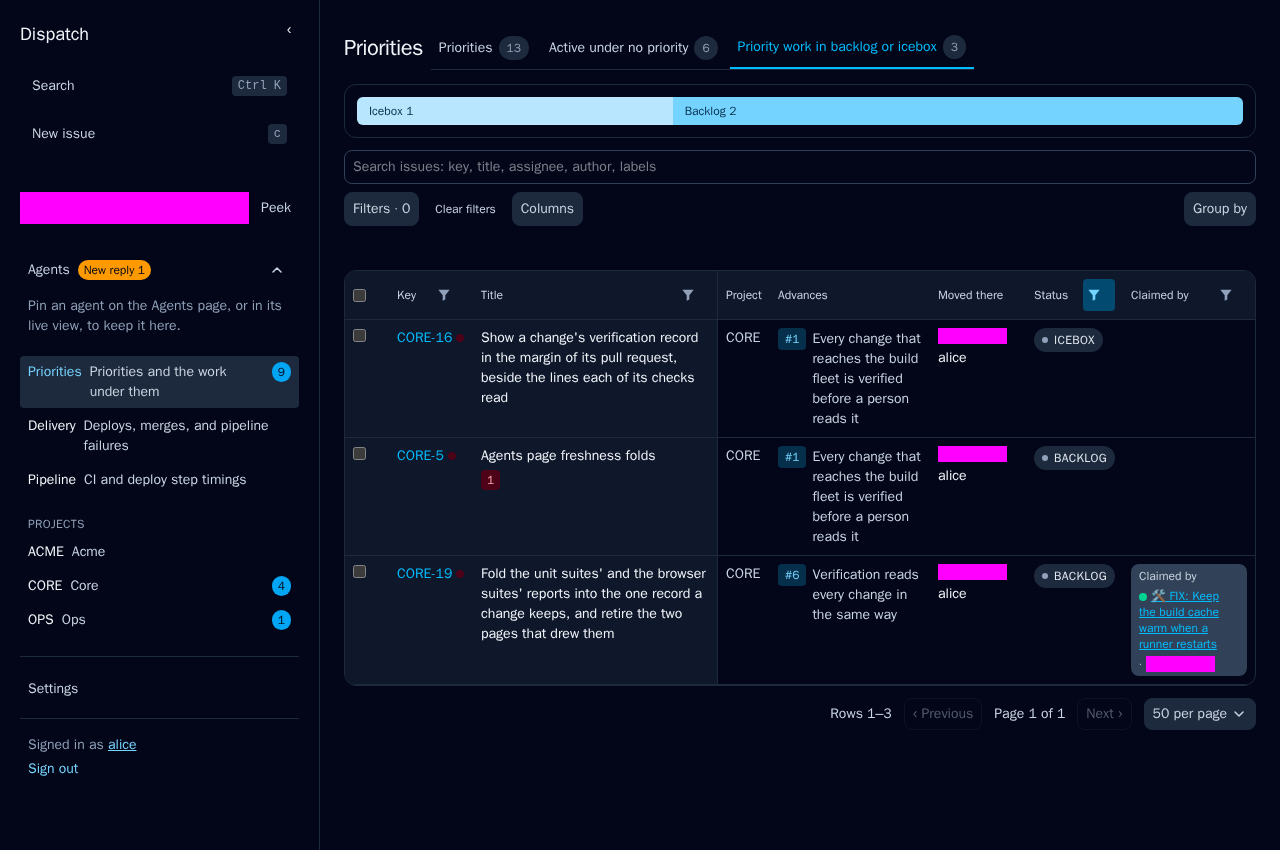 Dispatch
‹
Search
Ctrl K
New issue
C
Peek
Agents
New reply 1
Pin an agent on the Agents page, or in its
live view, to keep it here.
Priorities
Priorities and the work
under them
9
Delivery
Deploys, merges, and pipeline
failures
Pipeline
CI and deploy step timings
PROJECTS
ACME Acme
CORE Core
4
OPS Ops
1
Settings
Signed in as alice
Sign out
Priorities
Priorities 13
Active under no priority 6
Priority work in backlog or icebox 3
Icebox 1
Backlog 2
Search issues: key, title, assignee, author, labels
Filters · 0
Clear filters
Columns
Group by
Key
Title
Project
Advances
Moved there
Status
Claimed by
CORE-16
Show a change's verification record
in the margin of its pull request,
beside the lines each of its checks
read
CORE
#1
Every change that
reaches the build
fleet is verified
before a person
reads it
alice
ICEBOX
CORE-5
Agents page freshness folds
1
CORE
#1
Every change that
reaches the build
fleet is verified
before a person
reads it
alice
BACKLOG
CORE-19
Fold the unit suites' and the browser
suites' reports into the one record a
change keeps, and retire the two
pages that drew them
CORE
#6
Verification reads
every change in
the same way
alice
BACKLOG
Claimed by
🛠️ FIX: Keep
the build cache
warm when a
runner restarts
·
Rows 1–3
‹ Previous
Page 1 of 1
Next ›
50 per page